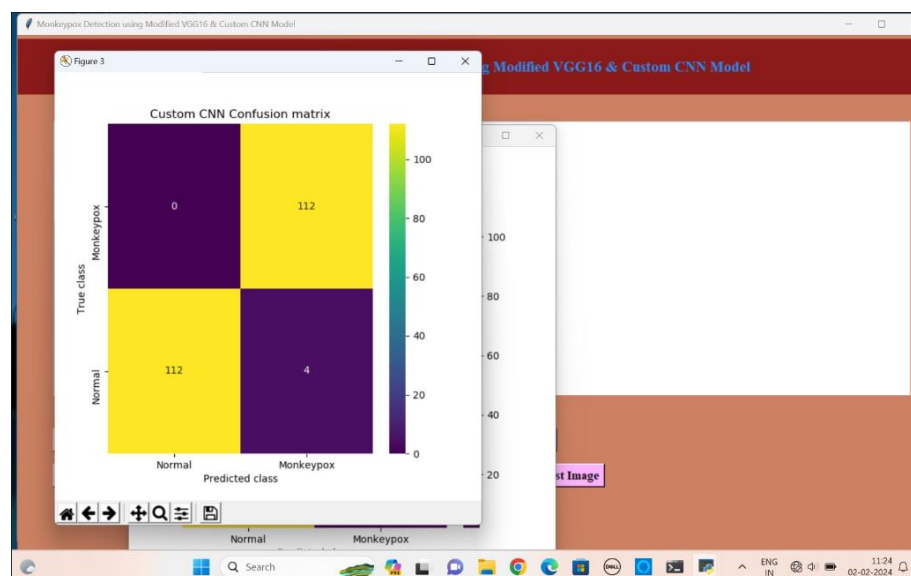 Monkeypox Detection using Modified VGG16 & Custom CNN Model
g Modified VGG16 & Custom CNN Model
Figure 3
Custom CNN Confusion matrix
True class
Monkeypox
Normal
0
112
112
4
100
80
60
40
20
0
Normal
Monkeypox
Predicted class
100
80
60
40
20
st Image
Normal
Monkeypox
Search
PRE
DELL
ENG
IN
11:24
02-02-2024